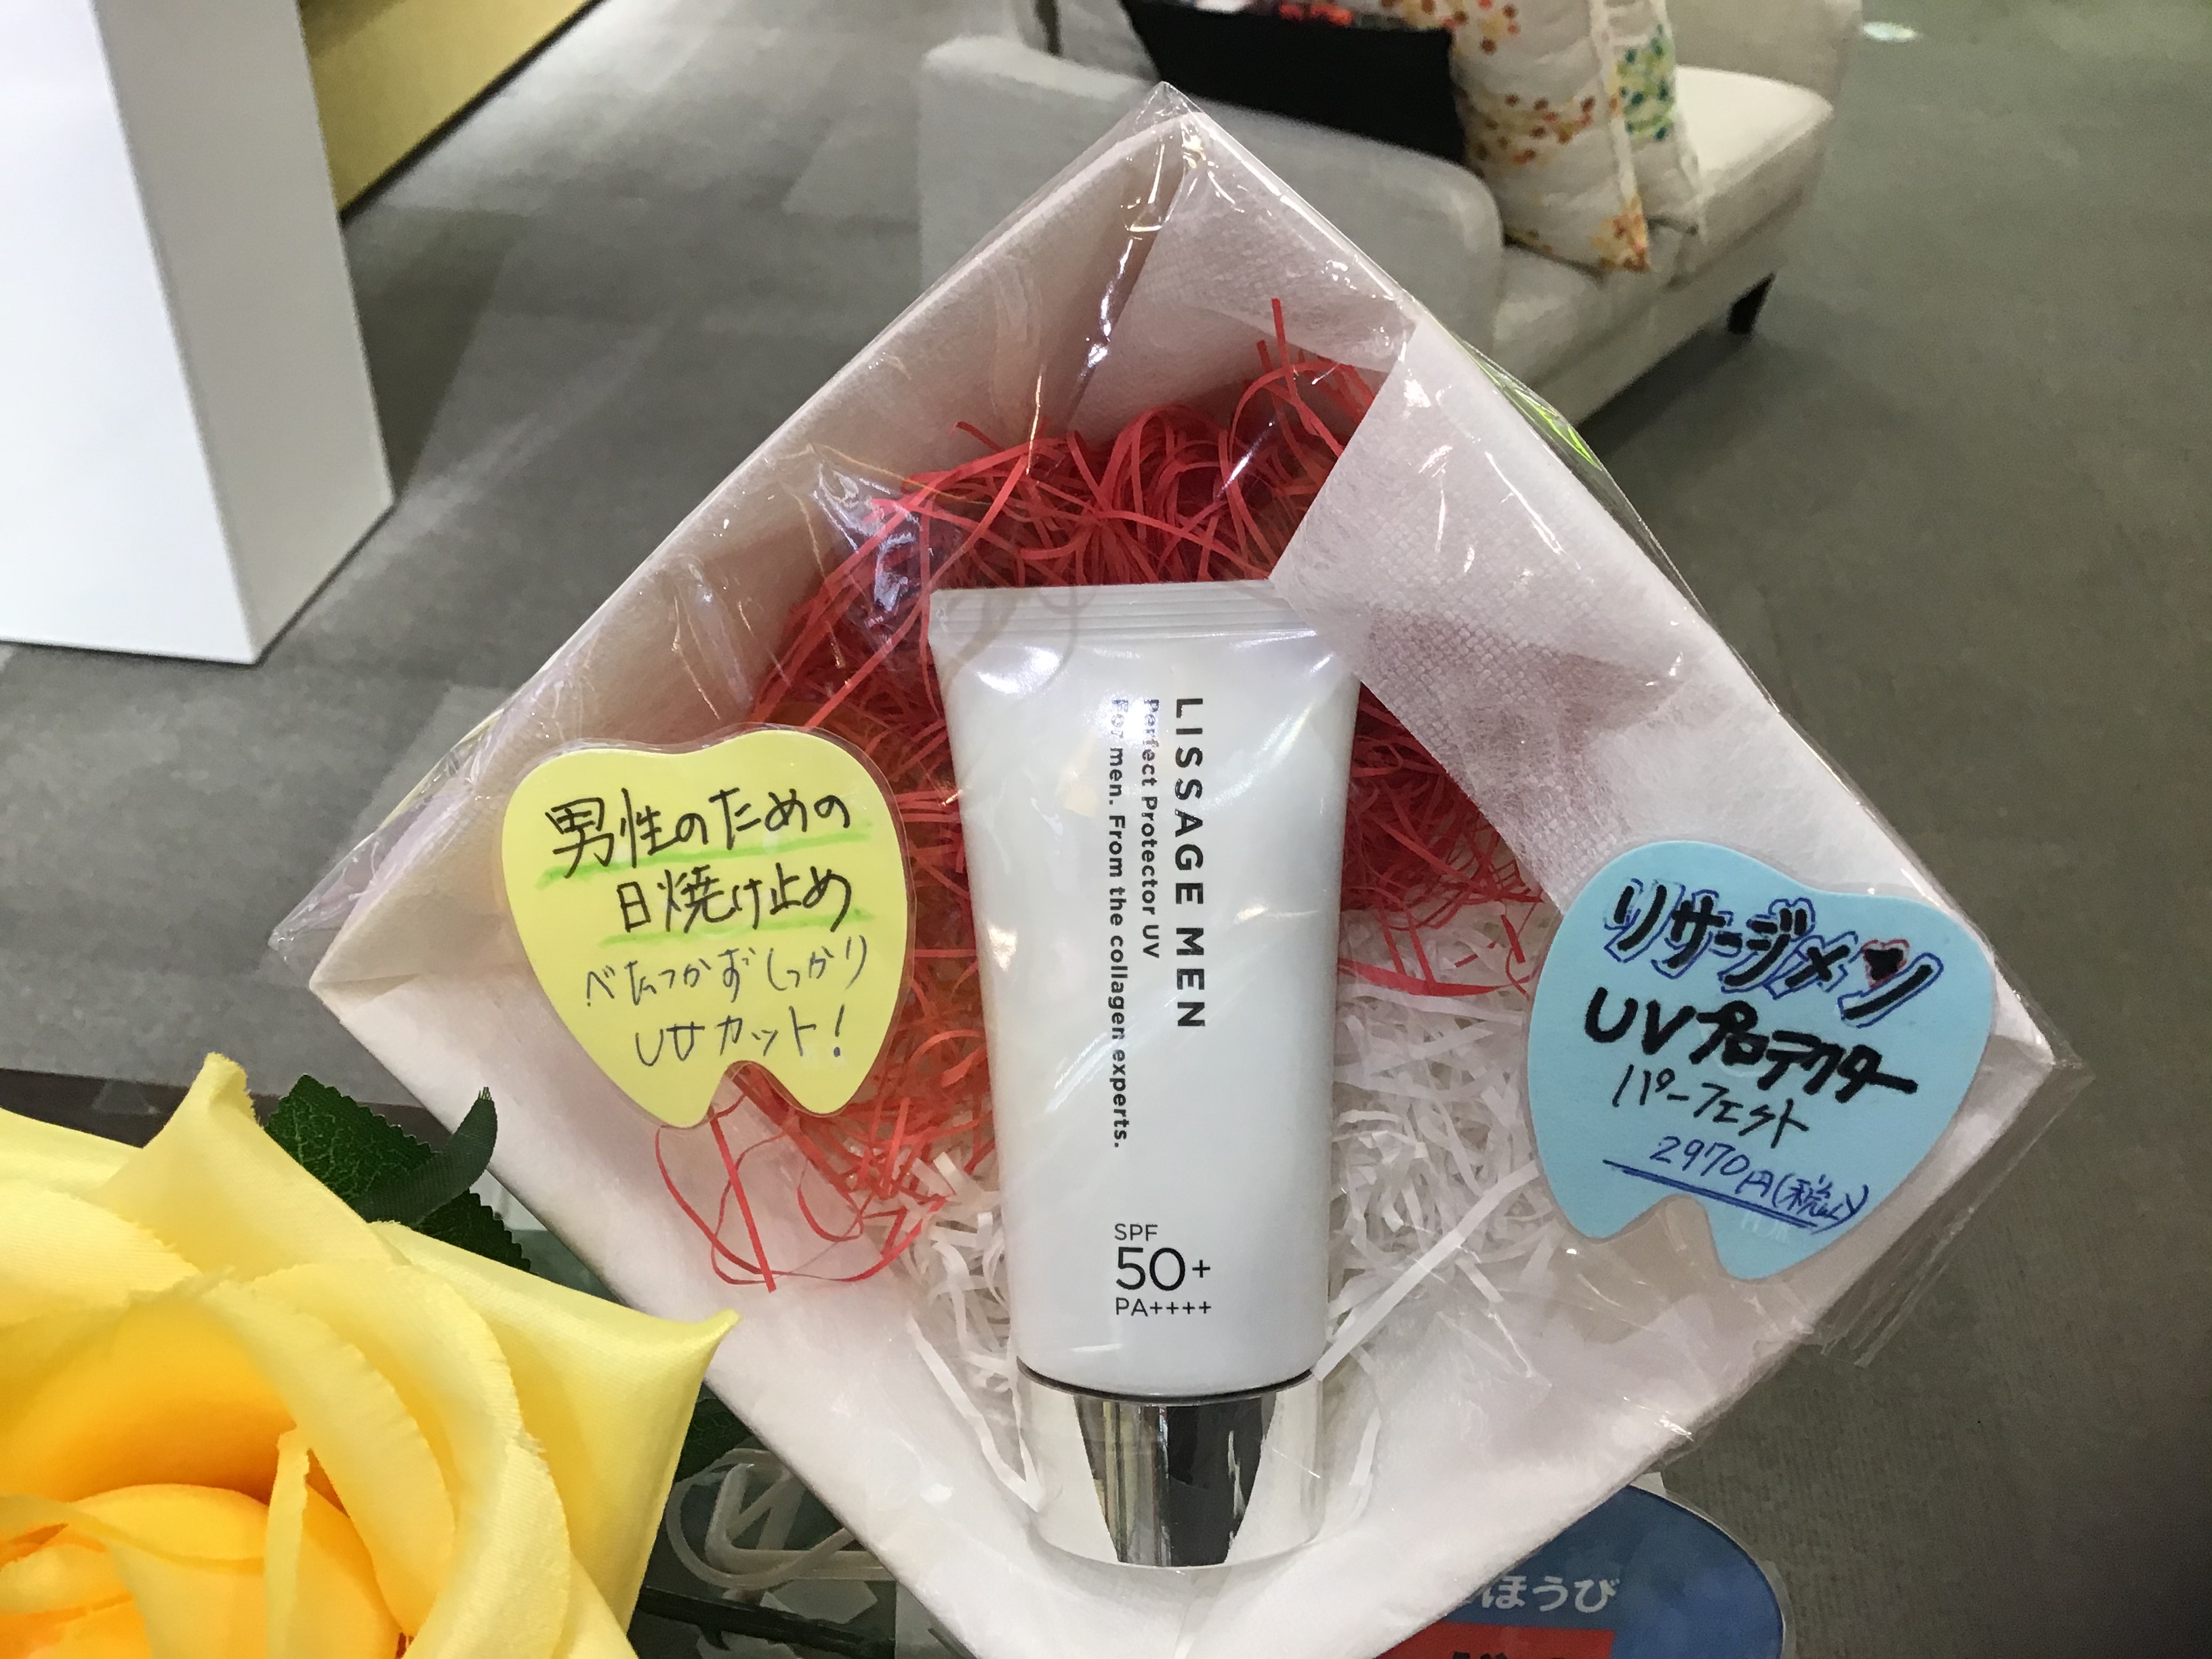 男性のための
日焼け止め
べたつかずしっかり
UVカット!
LISSAGE MEN
Perfect Protector UV
For men. From the collagen experts.
SPF
50+
PA++++
リサージメン
UVプロテクター
パーフェクト
2970円(税込)
ほうび